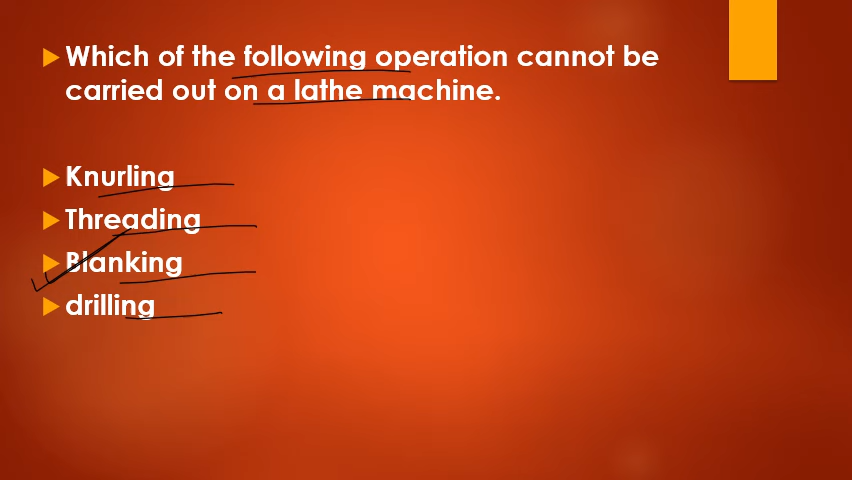 Which of the following operation cannot be
carried out on a lathe machine.
Knurling
Threading
Blanking
drilling